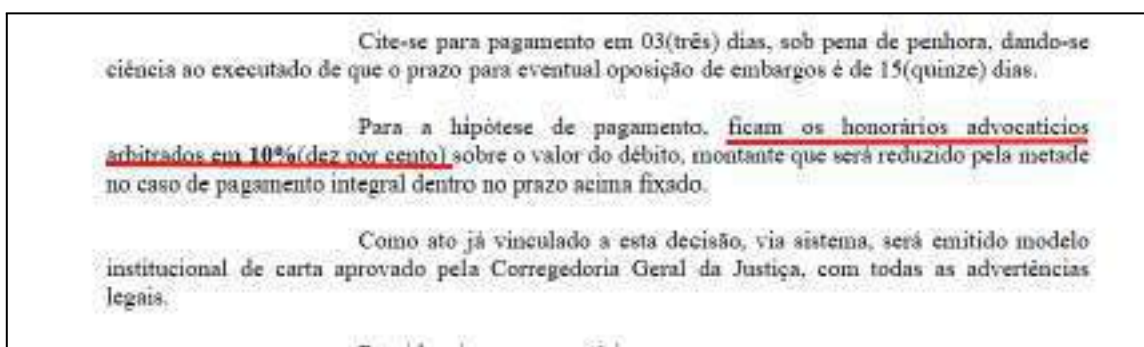 Cite-se para pagamento em 03(três) dias, sob pena de penhora, dando-se
ciência ao executado de que o prazo para eventual oposição de embargos é de 15(quinze) dias.
Para a hipótese de pagamento, ficam os honorários advocatícios
arbitrados em 10%(dez por cento) sobre o valor do débito, montante que será reduzido pela metade
no caso de pagamento integral dentro no prazo acima fixado.
Como ato já vinculado a esta decisão, via sistema, será emitido modelo
institucional de carta aprovado pela Corregedoria Geral da Justiça, com todas as advertências
legais.